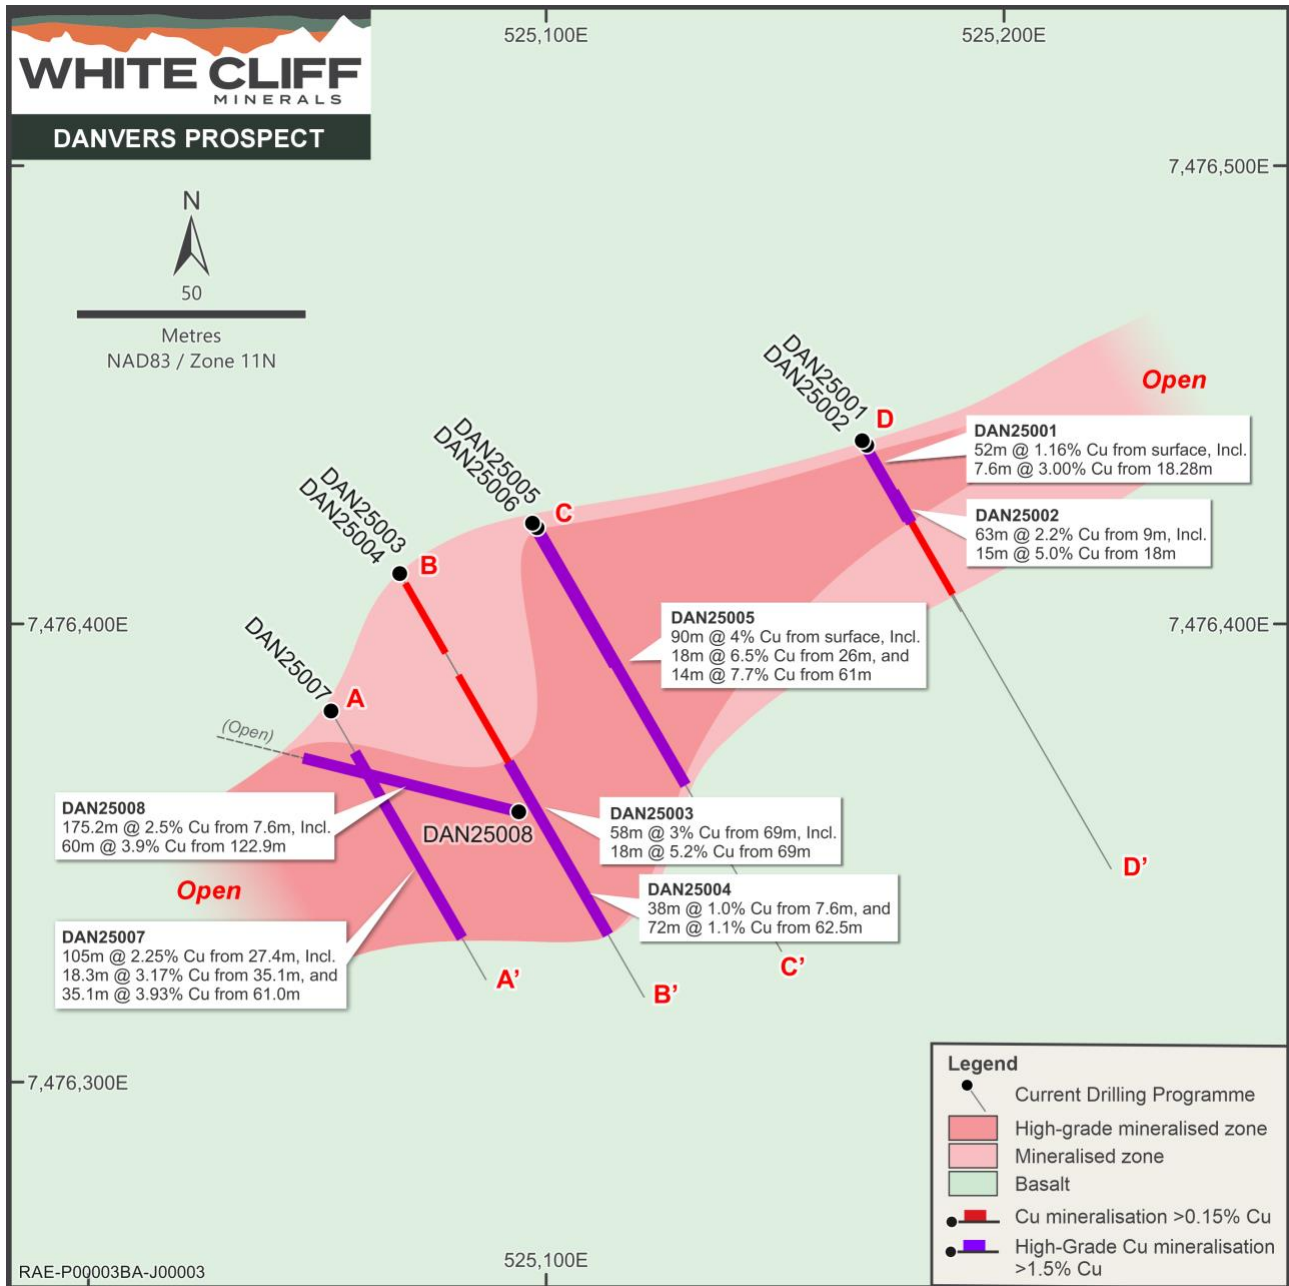 WHITE CLIFF
MINERALS
DANVERS PROSPECT
525,100E
525,200E
7,476,500E
N
50
Metres
NAD83 / Zone 11N
Open
DAN25001
DAN25002
D
DAN25001
52m @ 1.16% Cu from surface, Incl.
7.6m @ 3.00% Cu from 18.28m
DAN25002
63m @ 2.2% Cu from 9m, Incl.
15m @ 5.0% Cu from 18m
DAN25005
DAN25006
C
DAN25003
DAN25004
B
7,476,400E
7,476,400E
DAN25005
90m @ 4% Cu from surface, Incl.
18m @ 6.5% Cu from 26m, and
14m @ 7.7% Cu from 61m
DAN25007
A
(Open)
DAN25008
175.2m @ 2.5% Cu from 7.6m, Incl.
60m @ 3.9% Cu from 122.9m
DAN25008
DAN25003
58m @ 3% Cu from 69m, Incl.
18m @ 5.2% Cu from 69m
D’
Open
DAN25004
38m @ 1.0% Cu from 7.6m, and
72m @ 1.1% Cu from 62.5m
DAN25007
105m @ 2.25% Cu from 27.4m, Incl.
18.3m @ 3.17% Cu from 35.1m, and
35.1m @ 3.93% Cu from 61.0m
A’
B’
C’
7,476,300E
Legend
Current Drilling Programme
High-grade mineralised zone
Mineralised zone
Basalt
Cu mineralisation >0.15% Cu
High-Grade Cu mineralisation
>1.5% Cu
525,100E
RAE-P00003BA-J00003